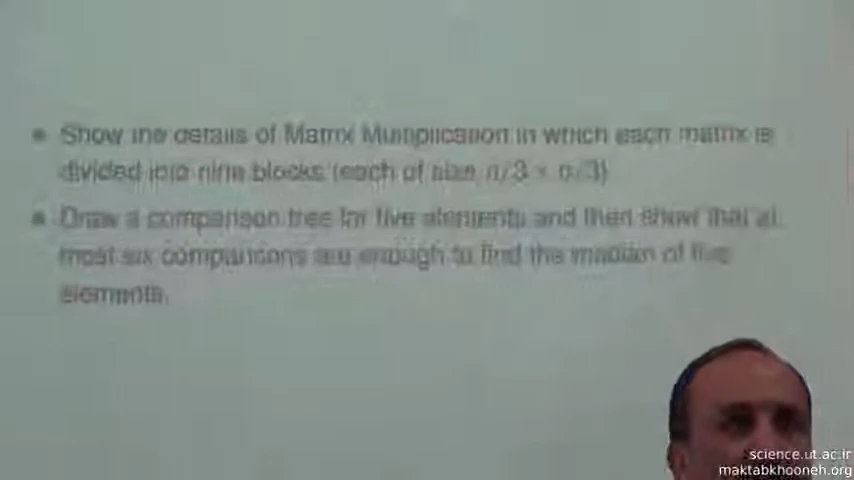 Show the details of Matrix Multiplication in which each matrix is
divided into nine blocks (each of size n/3 × n/3)
Draw a comparison tree for five elements and then show that at
most six comparisons are enough to find the median of five
elements.
science.ut.ac.ir
maktabkhooneh.org